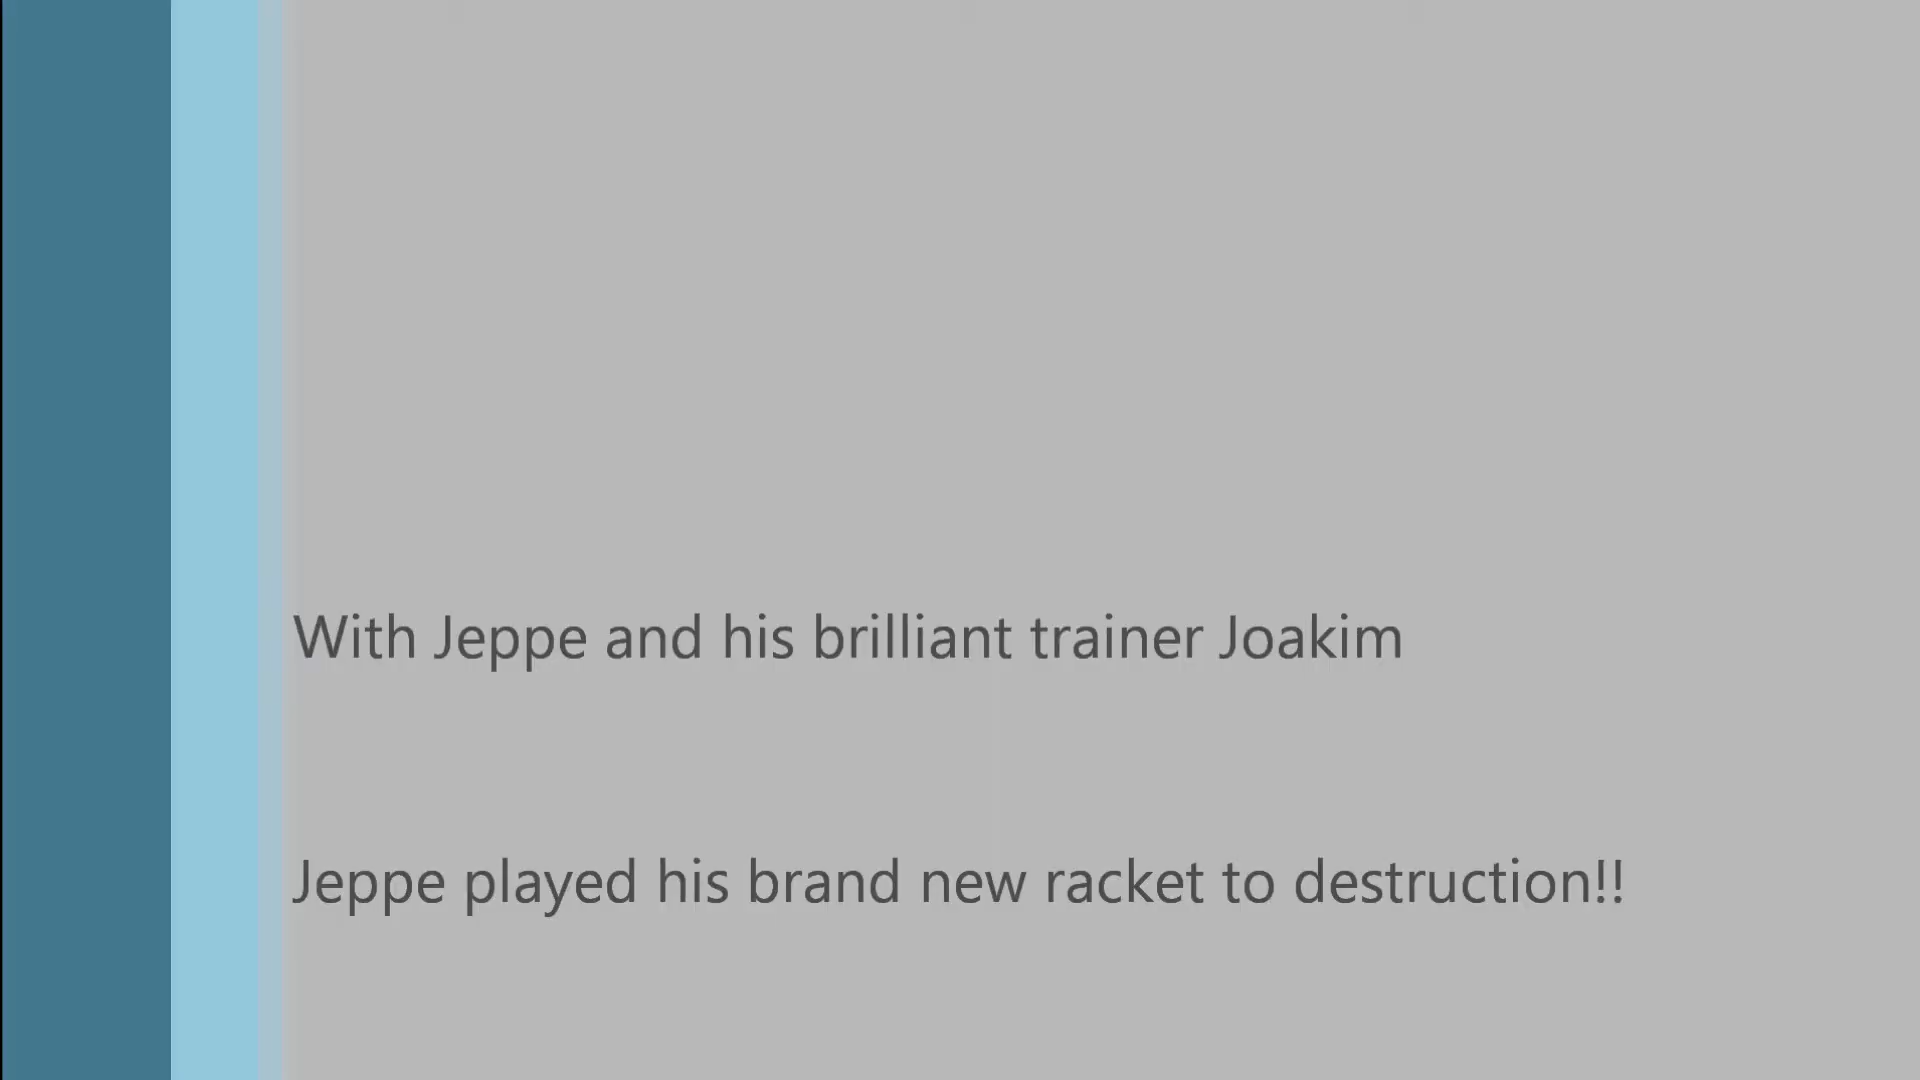 With Jeppe and his brilliant trainer Joakim
Jeppe played his brand new racket to destruction!!